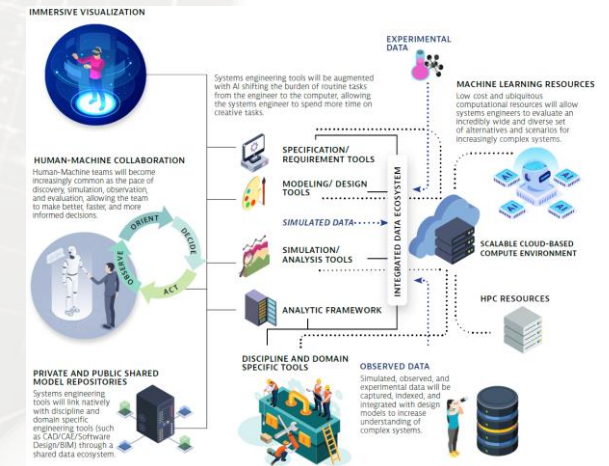 IMMERSIVE VISUALIZATION
Systems engineering tools will be augmented
with AI shifting the burden of routine tasks
from the engineer to the computer, allowing
the systems engineer to spend more time on
creative tasks.
EXPERIMENTAL
DATA
MACHINE LEARNING RESOURCES
Low cost and ubiquitous
computational resources will allow
systems engineers to evaluate an
incredibly wide and diverse set
of alternatives and scenarios for
increasingly complex systems.
AI
AI
AI
AI
HUMAN-MACHINE COLLABORATION
Human-Machine teams will become
increasingly common as the pace of
discovery, simulation, observation,
and evaluation, allowing the team
to make better, faster, and more
informed decisions.
ORIENT
DECIDE
ACT
OBSERVE
SPECIFICATION/
REQUIREMENT TOOLS
MODELING/ DESIGN
TOOLS
SIMULATED DATA
SIMULATION/
ANALYSIS TOOLS
ANALYTIC FRAMEWORK
INTEGRATED DATA ECOSYSTEM
SCALABLE CLOUD-BASED
COMPUTE ENVIRONMENT
HPC RESOURCES
PRIVATE AND PUBLIC SHARED
MODEL REPOSITORIES
Systems engineering
tools will link natively
with discipline and
domain specific
engineering tools (such
as CAD/CAE/Software
Design/BIM) through a
shared data ecosystem.
DISCIPLINE AND DOMAIN
SPECIFIC TOOLS
OBSERVED DATA
Simulated, observed, and
experimental data will be
captured, indexed, and
integrated with design
models to increase
understanding of
complex systems.